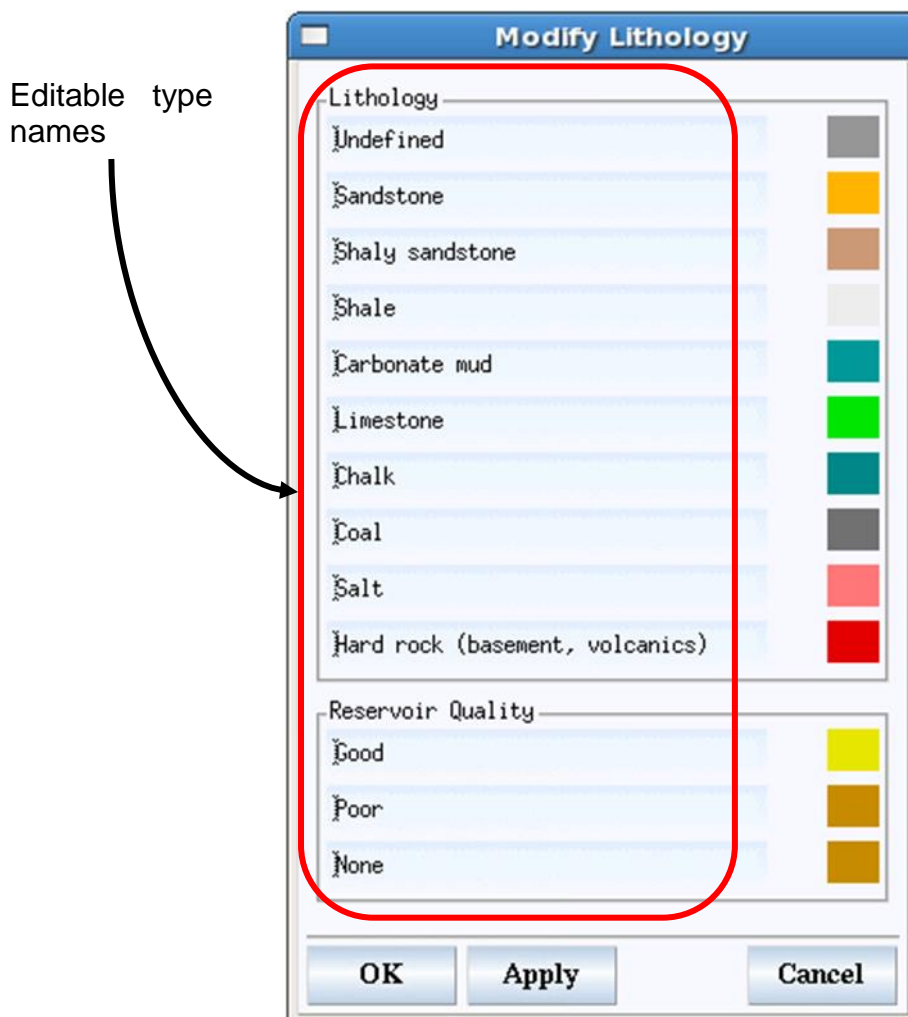 Modify Lithology
Editable type
names
Lithology
Undefined
Sandstone
Shaly sandstone
Shale
Carbonate mud
Limestone
Chalk
Coal
Salt
Hard rock (basement, volcanics)
Reservoir Quality
Good
Poor
None
OK Apply Cancel